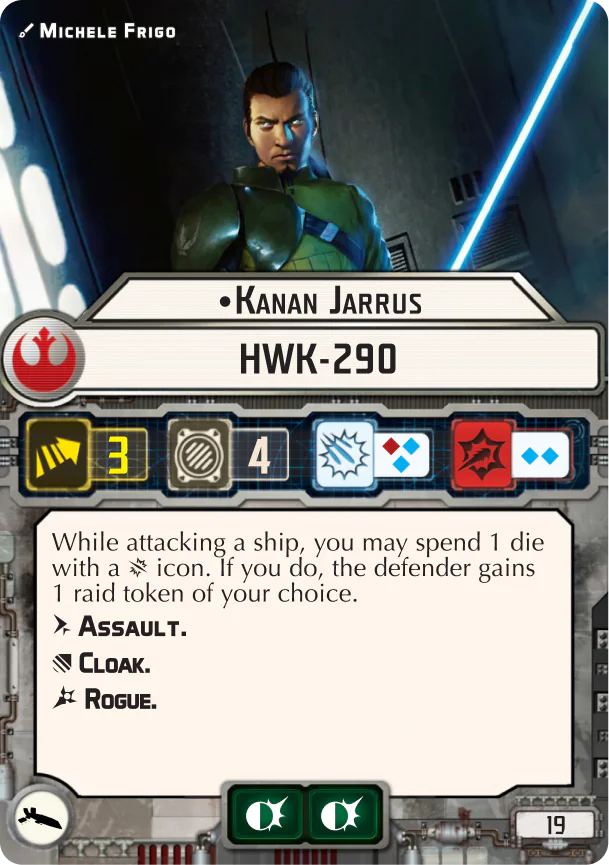 Michele Frigo
•Kanan Jarrus
HWK-290
3
4
While attacking a ship, you may spend 1 die
with a icon. If you do, the defender gains
1 raid token of your choice.
Assault.
Cloak.
Rogue.
19